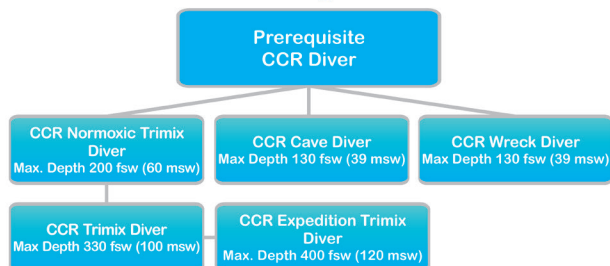 Prerequisite
CCR Diver
CCR Normoxic Trimix
Diver
Max. Depth 200 fsw (60 msw)
CCR Cave Diver
Max Depth 130 fsw (39 msw)
CCR Wreck Diver
Max Depth 130 fsw (39 msw)
CCR Trimix Diver
Max Depth 330 fsw (100 msw)
CCR Expedition Trimix
Diver
Max. Depth 400 fsw (120 msw)